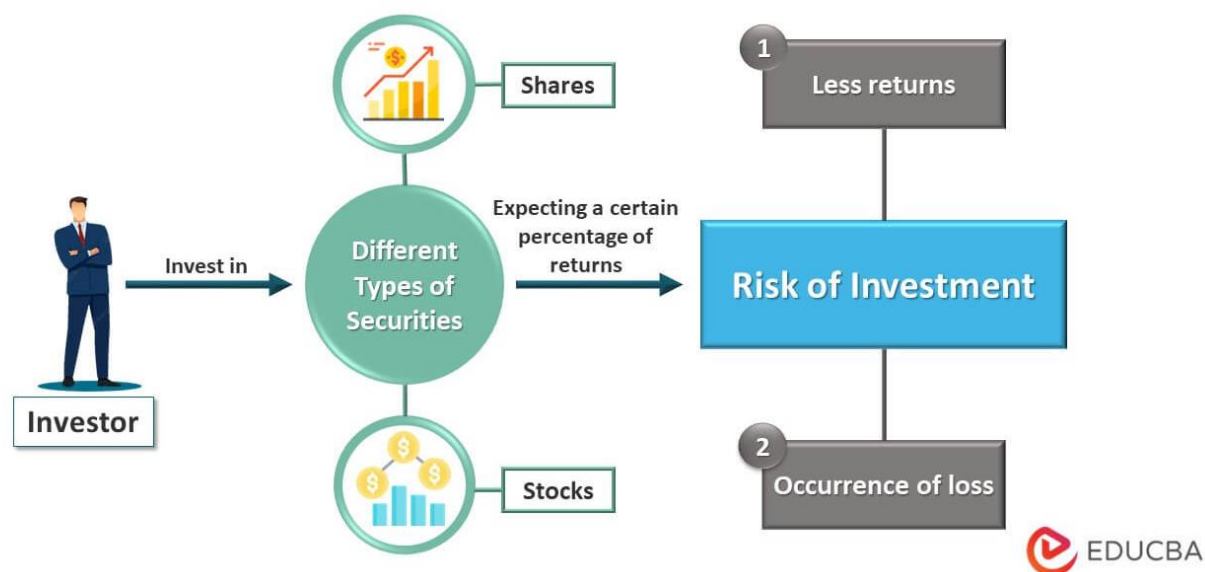 Shares
1
Less returns
Invest in
Different
Types of
Securities
Expecting a certain
percentage of
returns
Risk of Investment
Investor
Stocks
2
Occurrence of loss
EDUCBA